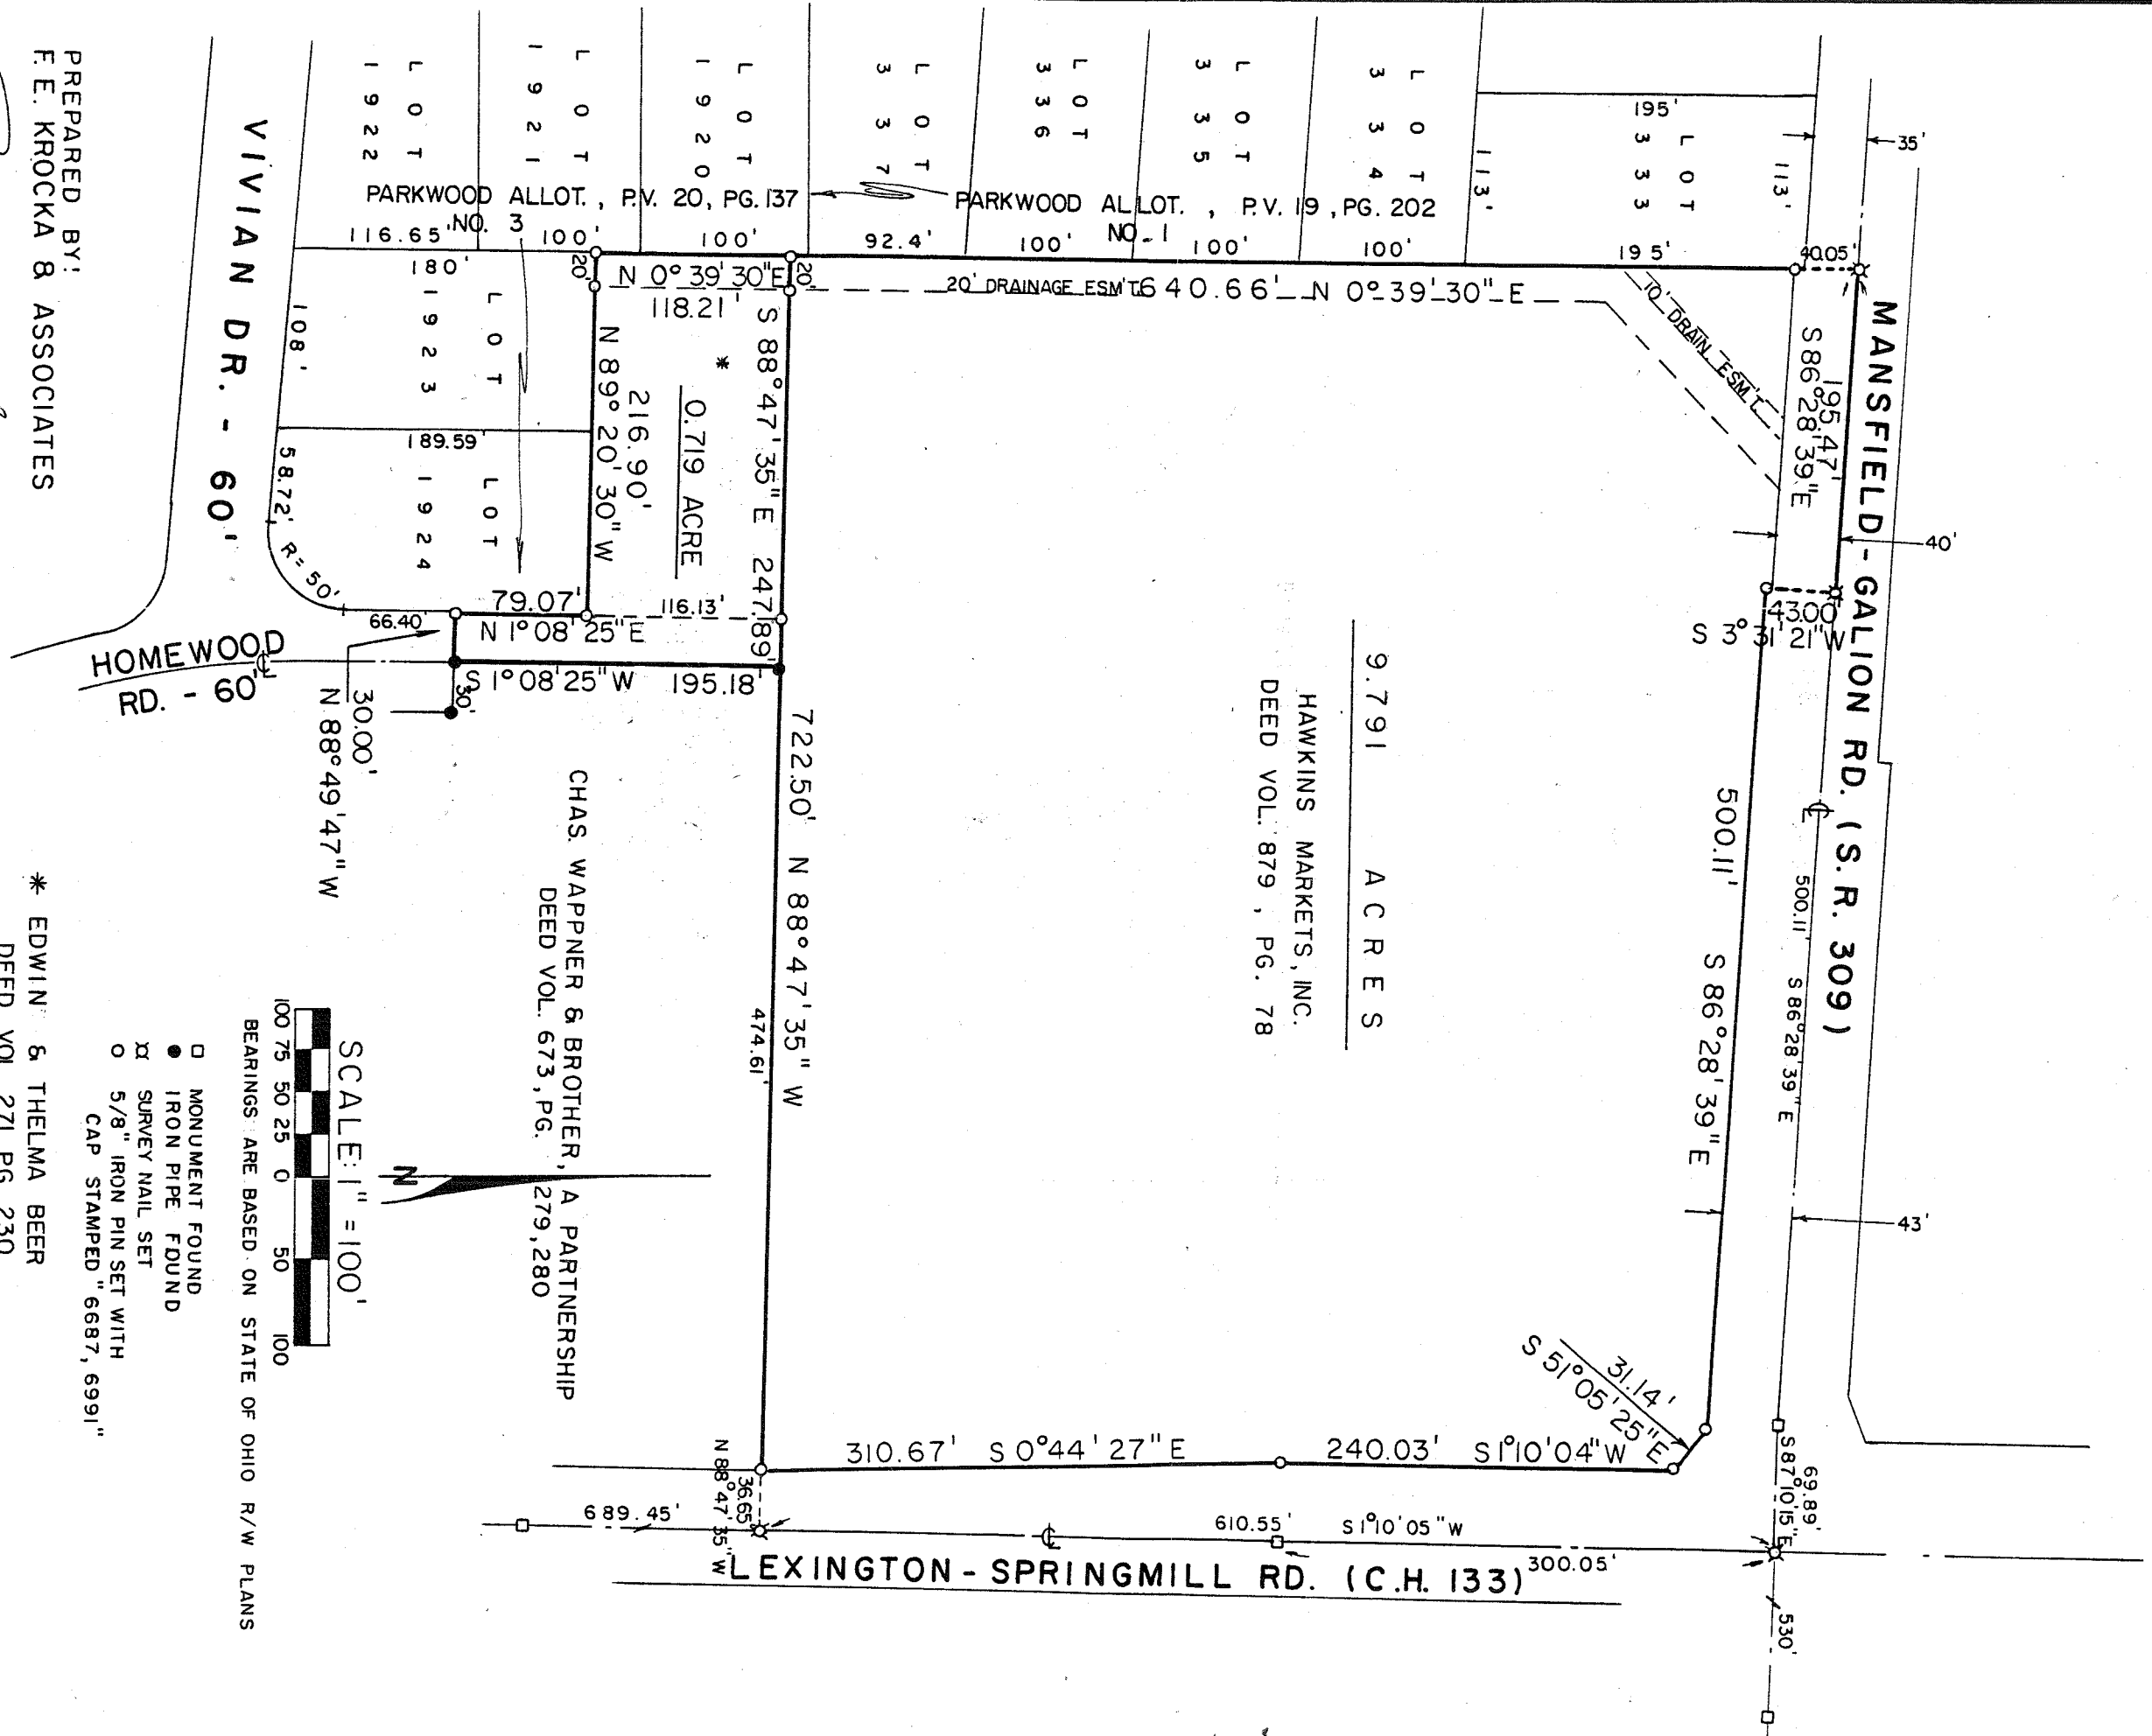 MANSFIELD-GALION RD. (S.R. 309)
35'
40'
43'
40.05'
195.47'
S 86°28'39"E
43.00'
S 3°31'21"W
500.11' S 86°28'39"E
500.11' S 86°28'39"E
69.89'
S87°10'15"E
530'
31.14'
S 51°05'25"E
LOT
333
195'
113'
113'
195'
LOT
334
100'
LOT
335
100'
LOT
336
100'
LOT
337
92.4'
LOT
1920
100'
LOT
1921
100'
LOT
1922
116.65'
PARKWOOD ALLOT., P.V. 19, PG. 202
NO. 1
PARKWOOD ALLOT., P.V. 20, PG. 137
NO. 3
20' DRAINAGE ESM'T.
640.66' N 0°39'30"E
10' DRAIN. ESM'T.
N 0°39'30"E
118.21'
20'
20'
S 88°47'35"E 247.89'
*
0.719 ACRE
216.90'
N 89°20'30"W
116.13'
LOT
1923
180'
108'
LOT
1924
189.59'
58.72'
R=50'
66.40'
79.07'
N 1°08'25"E
S 1°08'25"W 195.18'
30'
30.00'
N 88°49'47"W
VIVIAN DR. - 60'
HOMEWOOD
RD. - 60'
9.791 ACRES
HAWKINS MARKETS, INC.
DEED VOL. 879, PG. 78
722.50' N 88°47'35" W
474.61'
CHAS. WAPPNER & BROTHER, A PARTNERSHIP
DEED VOL. 673, PG. 279,280
310.67' S 0°44'27"E
240.03' S1°10'04"W
36.65'
N 88°47'35"W
689.45'
610.55' S1°10'05"W
300.05'
LEXINGTON-SPRINGMILL RD. (C.H. 133)
N
SCALE: 1" = 100'
100 75 50 25 0 50 100
BEARINGS ARE BASED ON STATE OF OHIO R/W PLANS
MONUMENT FOUND
IRON PIPE FOUND
SURVEY NAIL SET
5/8" IRON PIN SET WITH
CAP STAMPED "6687, 6991"
* EDWIN & THELMA BEER
DEED VOL 271 PG 230
PREPARED BY:
F.E. KROCKA & ASSOCIATES